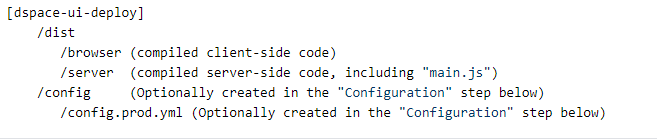 [dspace-ui-deploy]
/dist
/browser (compiled client-side code)
/server (compiled server-side code, including "main.js")
/config (Optionally created in the "Configuration" step below)
/config.prod.yml (Optionally created in the "Configuration" step below)